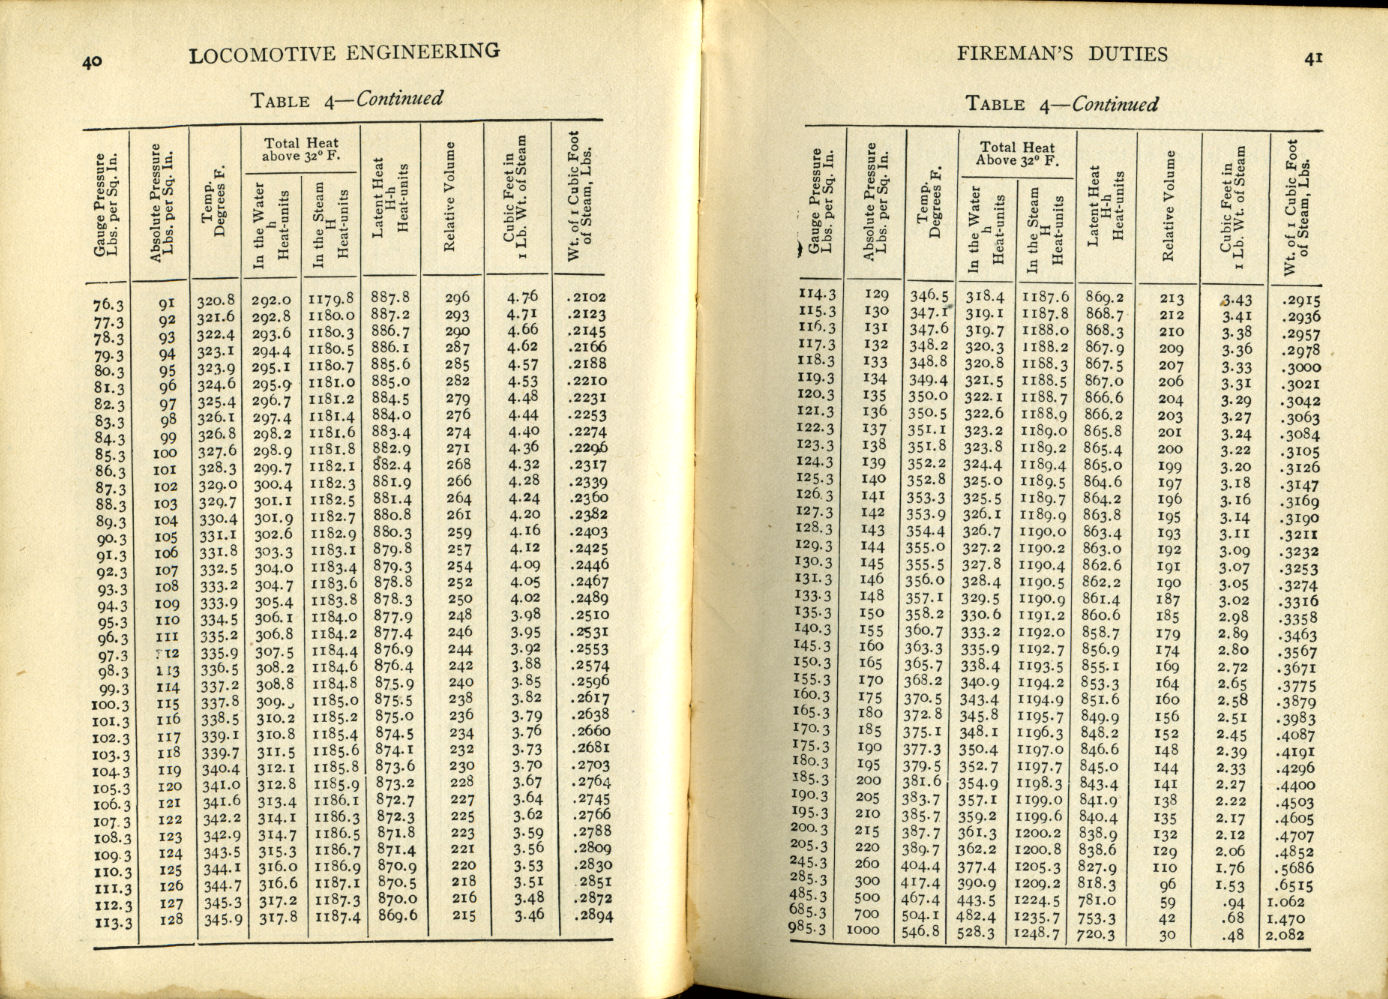 40
LOCOMOTIVE ENGINEERING
TABLE 4—Continued
Gauge Pressure Lbs. per Sq. In.
Absolute Pressure Lbs. per Sq. In.
Temp. Degrees F.
Total Heat above 32° F.
In the Water h Heat-units
In the Steam H Heat-units
Latent Heat H-h Heat-units
Relative Volume
Cubic Feet in 1 Lb. Wt. of Steam
Wt. of 1 Cubic Foot of Steam, Lbs.
76.3 91 320.8 292.0 1179.8 887.8 296 4.76 .2102
77.3 92 321.6 292.8 1180.0 887.2 293 4.71 .2123
78.3 93 322.4 293.6 1180.3 886.7 290 4.66 .2145
79.3 94 323.1 294.4 1180.5 886.1 287 4.62 .2166
80.3 95 323.9 295.1 1180.7 885.6 285 4.57 .2188
81.3 96 324.6 295.9 1181.0 885.0 282 4.53 .2210
82.3 97 325.4 296.7 1181.2 884.5 279 4.48 .2231
83.3 98 326.1 297.4 1181.4 884.0 276 4.44 .2253
84.3 99 326.8 298.2 1181.6 883.4 274 4.40 .2274
85.3 100 327.6 298.9 1181.8 882.9 271 4.36 .2296
86.3 101 328.3 299.7 1182.1 882.4 268 4.32 .2317
87.3 102 329.0 300.4 1182.3 881.9 266 4.28 .2339
88.3 103 329.7 301.1 1182.5 881.4 264 4.24 .2360
89.3 104 330.4 301.9 1182.7 880.8 261 4.20 .2382
90.3 105 331.1 302.6 1182.9 880.3 259 4.16 .2403
91.3 106 331.8 303.3 1183.1 879.8 257 4.12 .2425
92.3 107 332.5 304.0 1183.4 879.3 254 4.09 .2446
93.3 108 333.2 304.7 1183.6 878.8 252 4.05 .2467
94.3 109 333.9 305.4 1183.8 878.3 250 4.02 .2489
95.3 110 334.5 306.1 1184.0 877.9 248 3.98 .2510
96.3 111 335.2 306.8 1184.2 877.4 246 3.95 .2531
97.3 112 335.9 307.5 1184.4 876.9 244 3.92 .2553
98.3 113 336.5 308.2 1184.6 876.4 242 3.88 .2574
99.3 114 337.2 308.8 1184.8 875.9 240 3.85 .2596
100.3 115 337.8 309. 1185.0 875.5 238 3.82 .2617
101.3 116 338.5 310.2 1185.2 875.0 236 3.79 .2638
102.3 117 339.1 310.8 1185.4 874.5 234 3.76 .2660
103.3 118 339.7 311.5 1185.6 874.1 232 3.73 .2681
104.3 119 340.4 312.1 1185.8 873.6 230 3.70 .2703
105.3 120 341.0 312.8 1185.9 873.2 228 3.67 .2764
106.3 121 341.6 313.4 1186.1 872.7 227 3.64 .2745
107.3 122 342.2 314.1 1186.3 872.3 225 3.62 .2766
108.3 123 342.9 314.7 1186.5 871.8 223 3.59 .2788
109.3 124 343.5 315.3 1186.7 871.4 221 3.56 .2809
110.3 125 344.1 316.0 1186.9 870.9 220 3.53 .2830
111.3 126 344.7 316.6 1187.1 870.5 218 3.51 .2851
112.3 127 345.3 317.2 1187.3 870.0 216 3.48 .2872
113.3 128 345.9 317.8 1187.4 869.6 215 3.46 .2894
FIREMAN'S DUTIES
41
TABLE 4—Continued
Gauge Pressure Lbs. per Sq. In.
Absolute Pressure Lbs. per Sq. In.
Temp. Degrees F.
Total Heat Above 32° F.
In the Water h Heat-units
In the Steam H Heat-units
Latent Heat H-h Heat-units
Relative Volume
Cubic Feet in 1 Lb. Wt. of Steam
Wt. of 1 Cubic Foot of Steam, Lbs.
114.3 129 346.5 318.4 1187.6 869.2 213 3.43 .2915
115.3 130 347.1 319.1 1187.8 868.7 212 3.41 .2936
116.3 131 347.6 319.7 1188.0 868.3 210 3.38 .2957
117.3 132 348.2 320.3 1188.2 867.9 209 3.36 .2978
118.3 133 348.8 320.8 1188.3 867.5 207 3.33 .3000
119.3 134 349.4 321.5 1188.5 867.0 206 3.31 .3021
120.3 135 350.0 322.1 1188.7 866.6 204 3.29 .3042
121.3 136 350.5 322.6 1188.9 866.2 203 3.27 .3063
122.3 137 351.1 323.2 1189.0 865.8 201 3.24 .3084
123.3 138 351.8 323.8 1189.2 865.4 200 3.22 .3105
124.3 139 352.2 324.4 1189.4 865.0 199 3.20 .3126
125.3 140 352.8 325.0 1189.5 864.6 197 3.18 .3147
126.3 141 353.3 325.5 1189.7 864.2 196 3.16 .3169
127.3 142 353.9 326.1 1189.9 863.8 195 3.14 .3190
128.3 143 354.4 326.7 1190.0 863.4 193 3.11 .3211
129.3 144 355.0 327.2 1190.2 863.0 192 3.09 .3232
130.3 145 355.5 327.8 1190.4 862.6 191 3.07 .3253
131.3 146 356.0 328.4 1190.5 862.2 190 3.05 .3274
133.3 148 357.1 329.5 1190.9 861.4 187 3.02 .3316
135.3 150 358.2 330.6 1191.2 860.6 185 2.98 .3358
140.3 155 360.7 333.2 1192.0 858.7 179 2.89 .3463
145.3 160 363.3 335.9 1192.7 856.9 174 2.80 .3567
150.3 165 365.7 338.4 1193.5 855.1 169 2.72 .3671
155.3 170 368.2 340.9 1194.2 853.3 164 2.65 .3775
160.3 175 370.5 343.4 1194.9 851.6 160 2.58 .3879
165.3 180 372.8 345.8 1195.7 849.9 156 2.51 .3983
170.3 185 375.1 348.1 1196.3 848.2 152 2.45 .4087
175.3 190 377.3 350.4 1197.0 846.6 148 2.39 .4191
180.3 195 379.5 352.7 1197.7 845.0 144 2.33 .4296
185.3 200 381.6 354.9 1198.3 843.4 141 2.27 .4400
190.3 205 383.7 357.1 1199.0 841.9 138 2.22 .4503
195.3 210 385.7 359.2 1199.6 840.4 135 2.17 .4605
200.3 215 387.7 361.3 1200.2 838.9 132 2.12 .4707
205.3 220 389.7 362.2 1200.8 838.6 129 2.06 .4852
245.3 260 404.4 377.4 1205.3 827.9 110 1.76 .5686
285.3 300 417.4 390.9 1209.2 818.3 96 1.53 .6515
485.3 500 467.4 443.5 1224.5 781.0 59 .94 1.062
685.3 700 504.1 482.4 1235.7 753.3 42 .68 1.470
985.3 1000 546.8 528.3 1248.7 720.3 30 .48 2.082